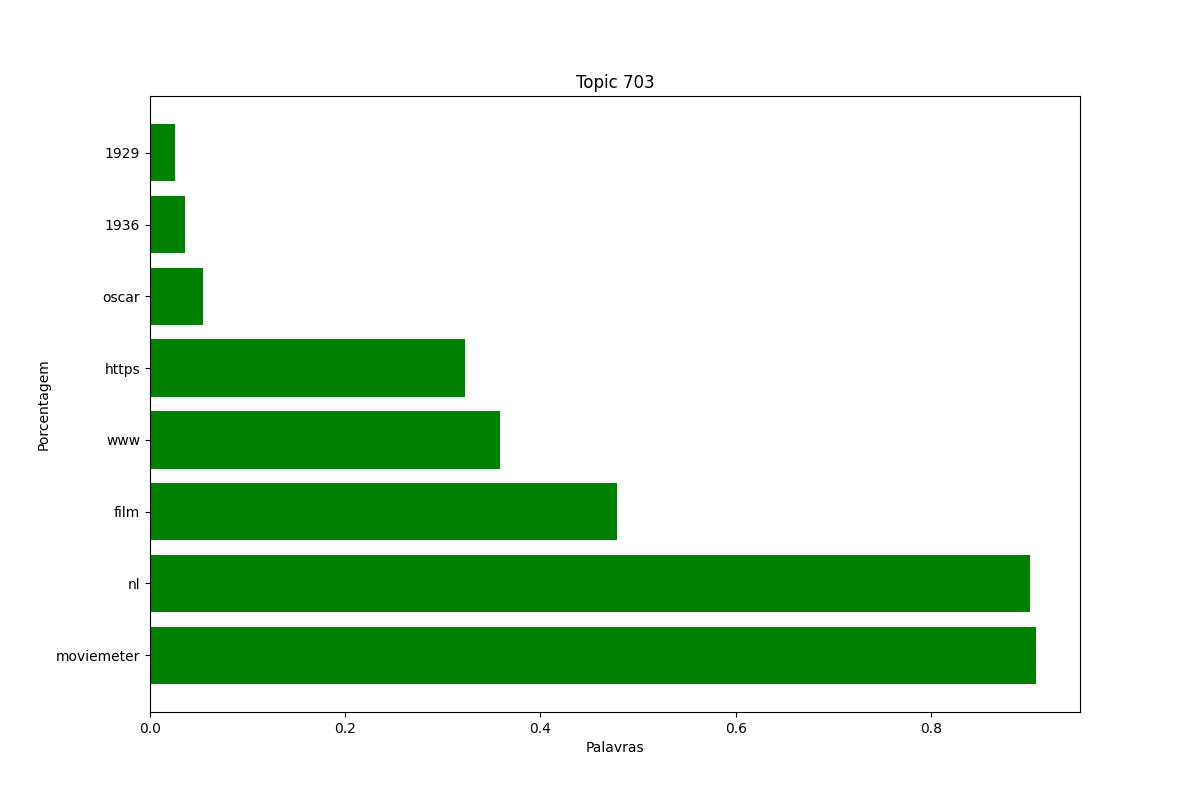 Topic 703
1929
1936
oscar
https
www
film
nl
moviemeter
Porcentagem
0.0 0.2 0.4 0.6 0.8
Palavras